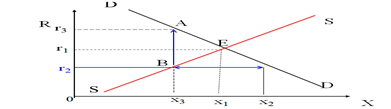 D
R r₃ A S
r₁ E
r₂ B
S D
0 x₃ x₁ x₂ X